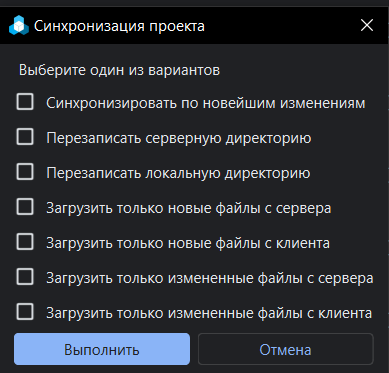 Синхронизация проекта
Выберите один из вариантов
Синхронизировать по новейшим изменениям
Перезаписать серверную директорию
Перезаписать локальную директорию
Загрузить только новые файлы с сервера
Загрузить только новые файлы с клиента
Загрузить только измененные файлы с сервера
Загрузить только измененные файлы с клиента
Выполнить
Отмена